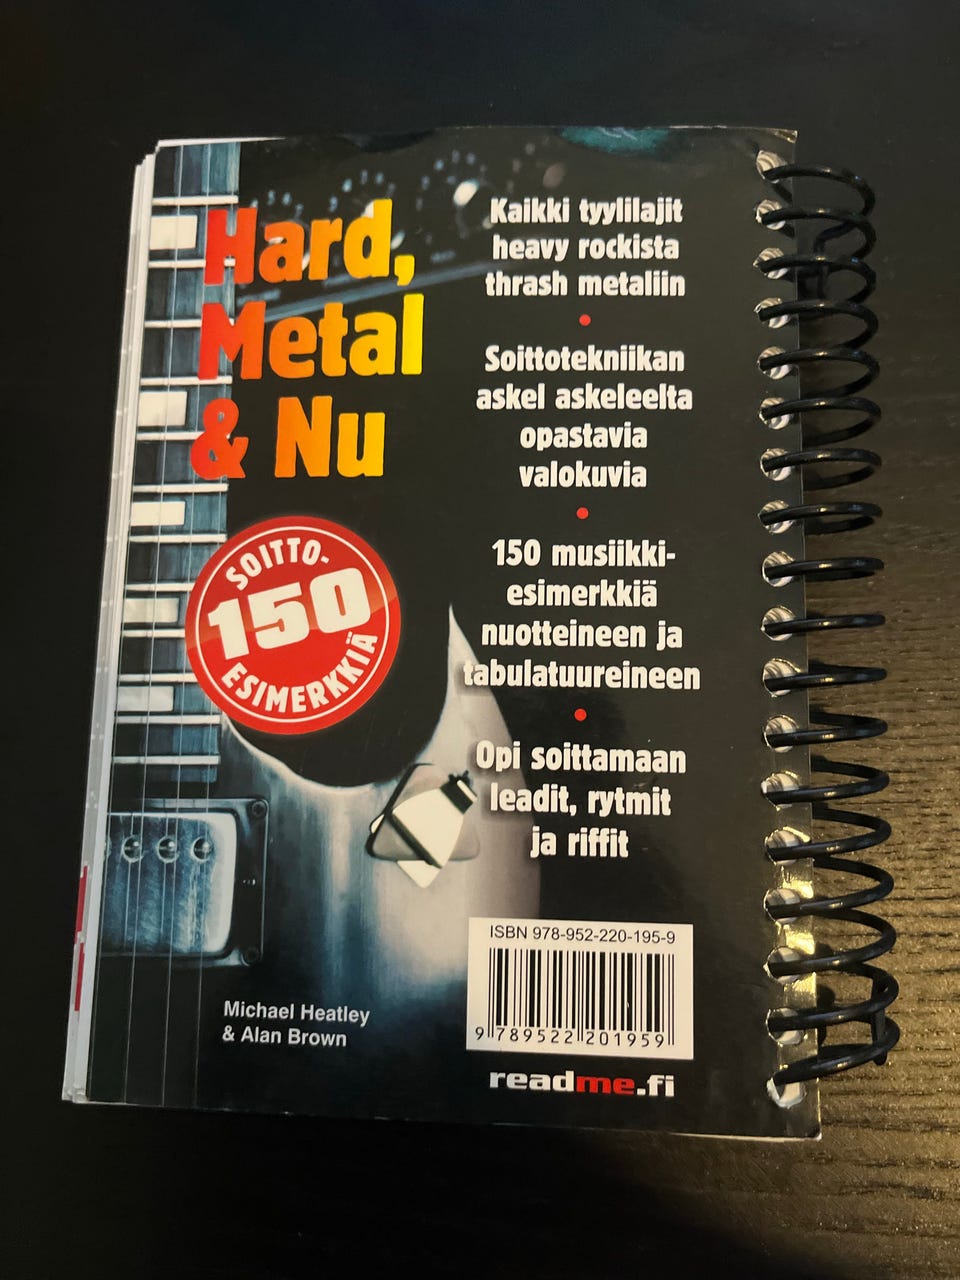 Hard,
Metal
& Nu
SOITTO-
150
ESIMERKKIÄ
Kaikki tyylilajit
heavy rockista
thrash metaliin
Soittotekniikan
askel askeleelta
opastavia
valokuvia
150 musiikki-
esimerkkiä
nuotteineen ja
tabulatuureineen
Opi soittamaan
leadit, rytmit
ja riffit
Michael Heatley
& Alan Brown
ISBN 978-952-220-195-9
9 789522 201959
readme.fi